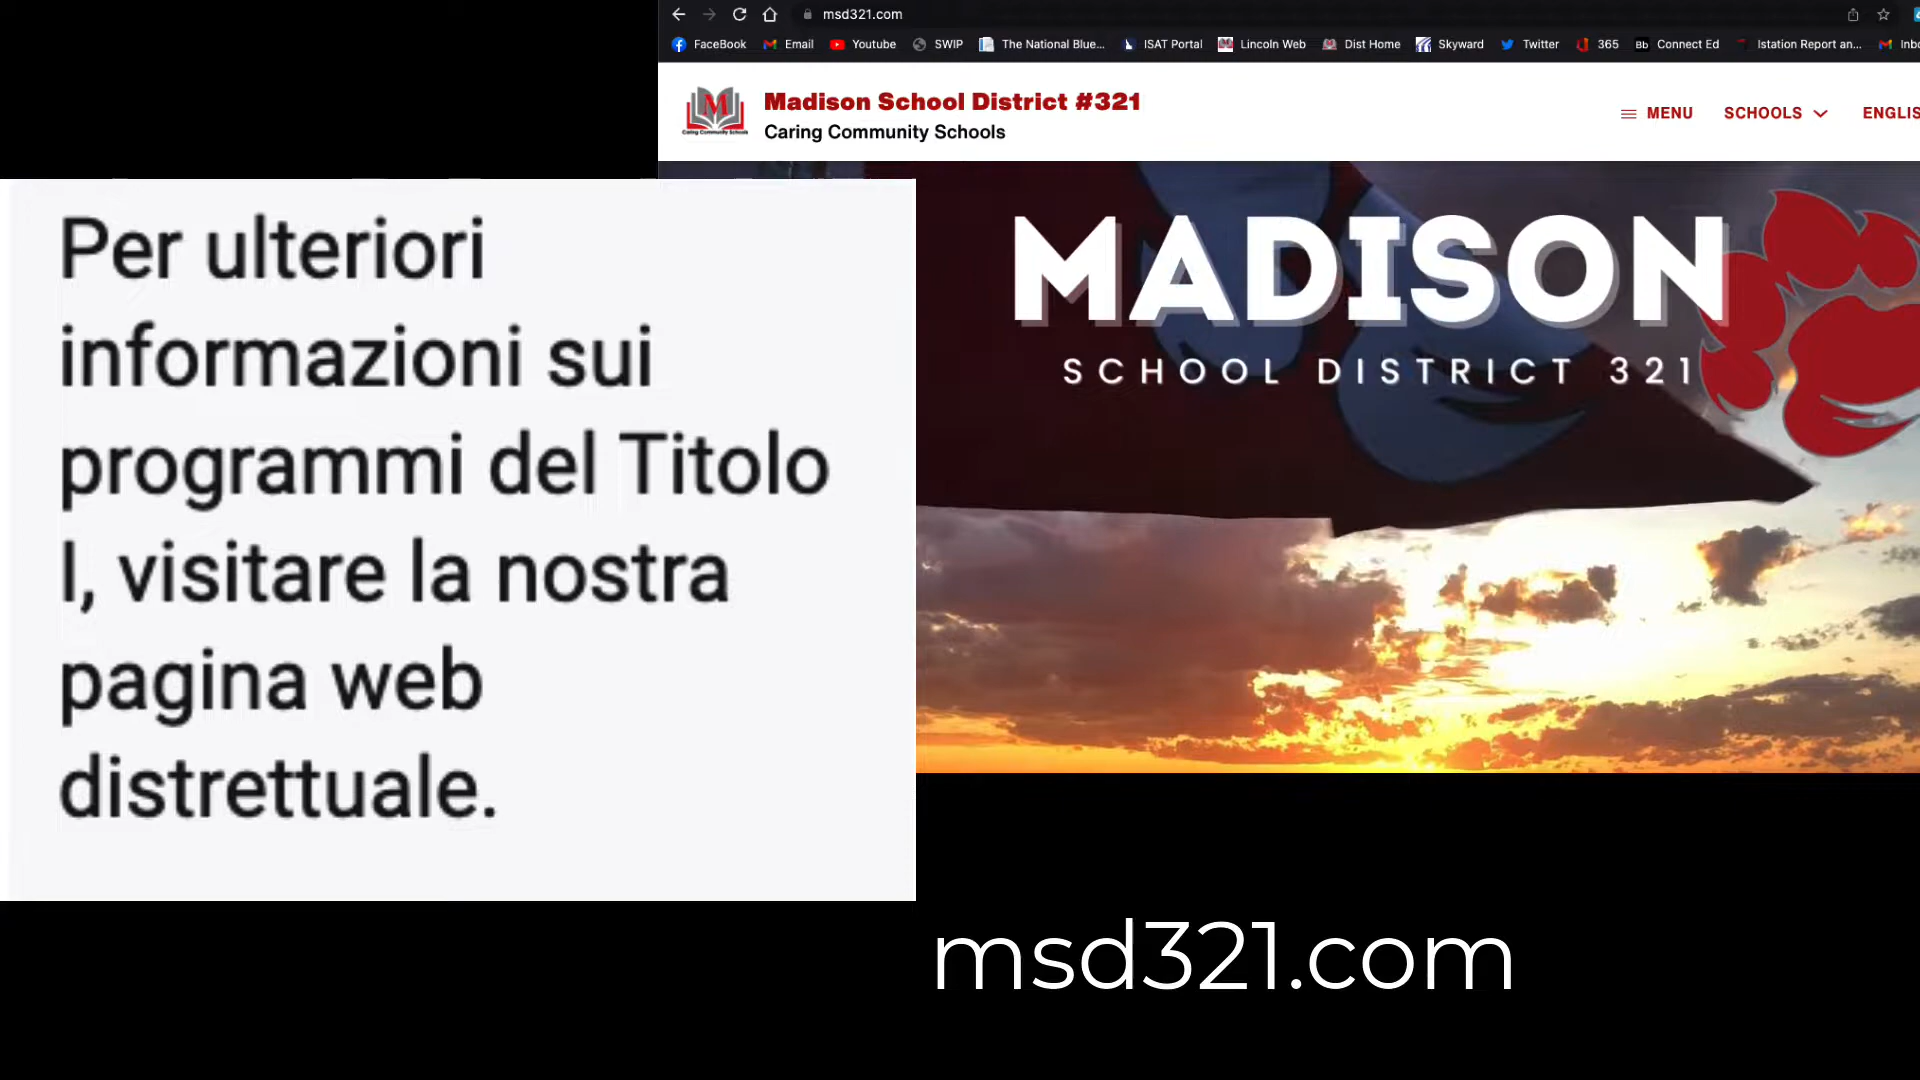 msd321.com
FaceBook Email Youtube SWIP The National Blue... ISAT Portal Lincoln Web Dist Home Skyward Twitter 365 Connect Ed Istation Report an...
Madison School District #321
Caring Community Schools
MENU SCHOOLS
Per ulteriori
informazioni sui
programmi del Titolo
I, visitare la nostra
pagina web
distrettuale.
MADISON
SCHOOL DISTRICT 321
msd321.com